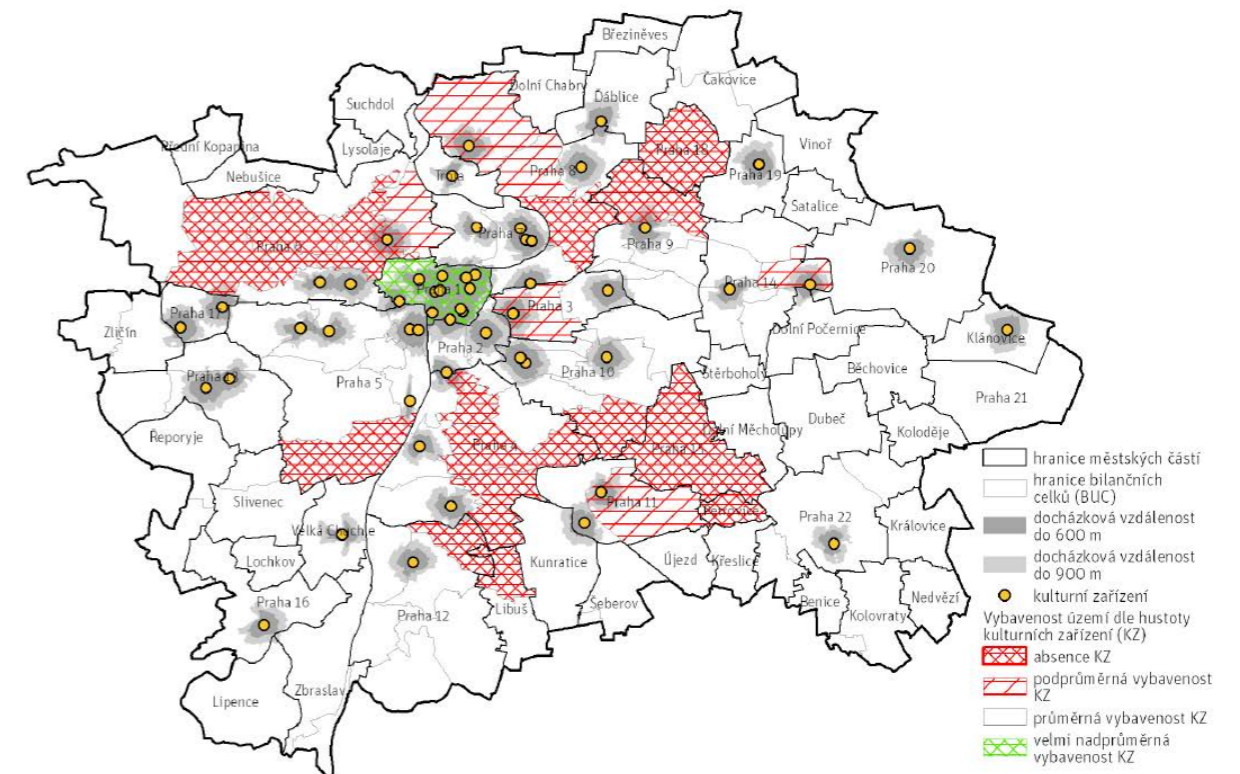 Březiněves
Čakovice
Dolní Chabry
Ďáblice
Suchdol
Přední Kopanina
Lysolaje
Praha 18
Vinoř
Nebušice
Troja
Praha 8
Praha 19
Satalice
Praha 6
Praha
Praha 9
Praha 20
Praha 1
Praha 14
Praha 3
Praha 17
Zličín
Dolní Počernice
Klánovice
Praha 2
Praha 5
Praha 10
Štěrboholy
Běchovice
Praha 21
Praha
Dubeč
Koloděje
Řeporyje
Praha 4
Praha 15
Dolní Měcholupy
Slivenec
Praha 11
Petrovice
Praha 22
Královice
Velká Chuchle
Lochkov
Kunratice
Újezd
Křeslice
Praha 16
Praha 12
Libuš
Šeberov
Benice
Kolovraty
Nedvězí
Lipence
Zbraslav
hranice městských částí
hranice bilančních
celků (BUC)
docházková vzdálenost
do 600 m
docházková vzdálenost
do 900 m
kulturní zařízení
Vybavenost území dle hustoty
kulturních zařízení (KZ)
absence KZ
podprůměrná vybavenost
KZ
průměrná vybavenost KZ
velmi nadprůměrná
vybavenost KZ